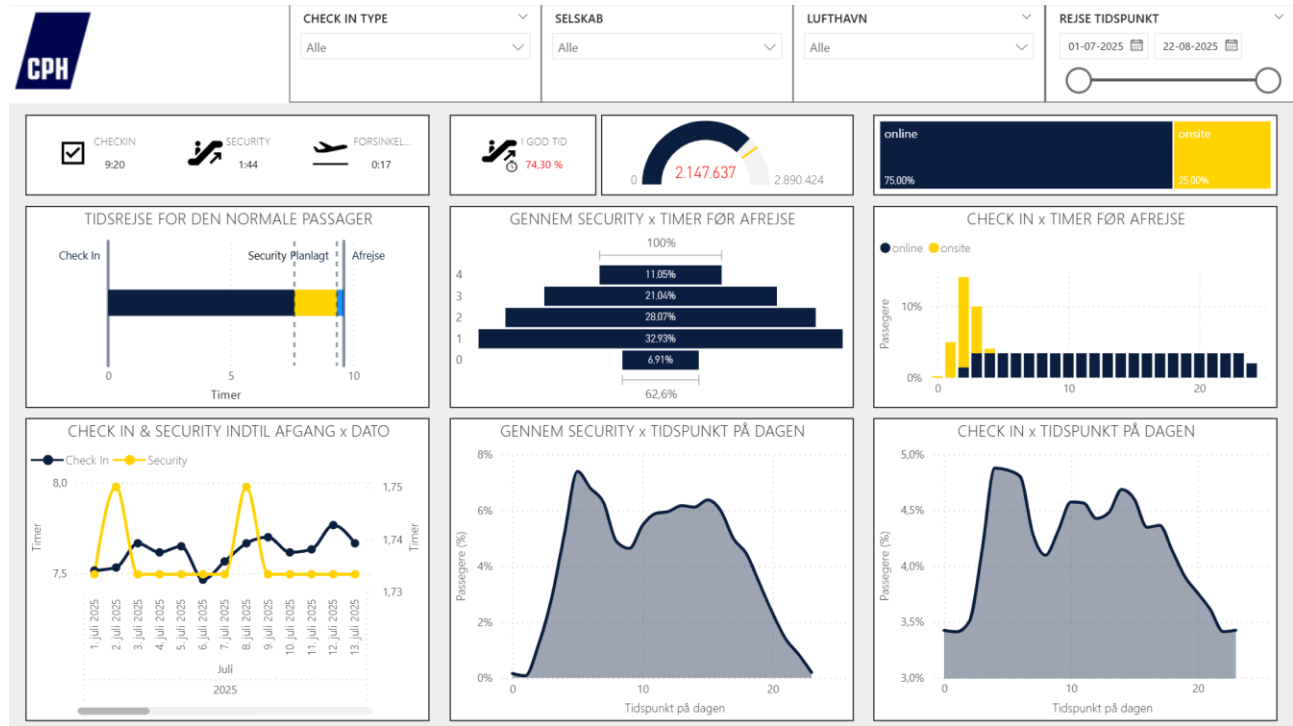 CPH
CHECK IN TYPE
Alle
SELSKAB
Alle
LUFTHAVN
Alle
REJSE TIDSPUNKT
01-07-2025 22-08-2025
CHECKIN
9:20
SECURITY
1:44
FORSINKEL...
0:17
I GOD TID
74,30 %
0 2.147.637 2.890.424
online onsite
75,00% 25,00%
TIDSREJSE FOR DEN NORMALE PASSAGER
Check In Security Planlagt Afrejse
0 5 10
Timer
GENNEM SECURITY x TIMER FØR AFREJSE
100%
4 11,05%
3 21,04%
2 28,07%
1 32,93%
0 6,91%
62,6%
CHECK IN x TIMER FØR AFREJSE
online onsite
Passegere
10%
0%
0 10 20
CHECK IN & SECURITY INDTIL AFGANG x DATO
Check In Security
8,0
7,5
Timer
1,75
1,74
1,73
Timer
1. juli 2025
2. juli 2025
3. juli 2025
4. juli 2025
5. juli 2025
6. juli 2025
7. juli 2025
8. juli 2025
9. juli 2025
10. juli 2025
11. juli 2025
12. juli 2025
13. juli 2025
Juli
2025
GENNEM SECURITY x TIDSPUNKT PÅ DAGEN
Passegere (%)
8%
6%
4%
2%
0%
0 10 20
Tidspunkt på dagen
CHECK IN x TIDSPUNKT PÅ DAGEN
Passegere (%)
5,0%
4,5%
4,0%
3,5%
3,0%
0 10 20
Tidspunkt på dagen